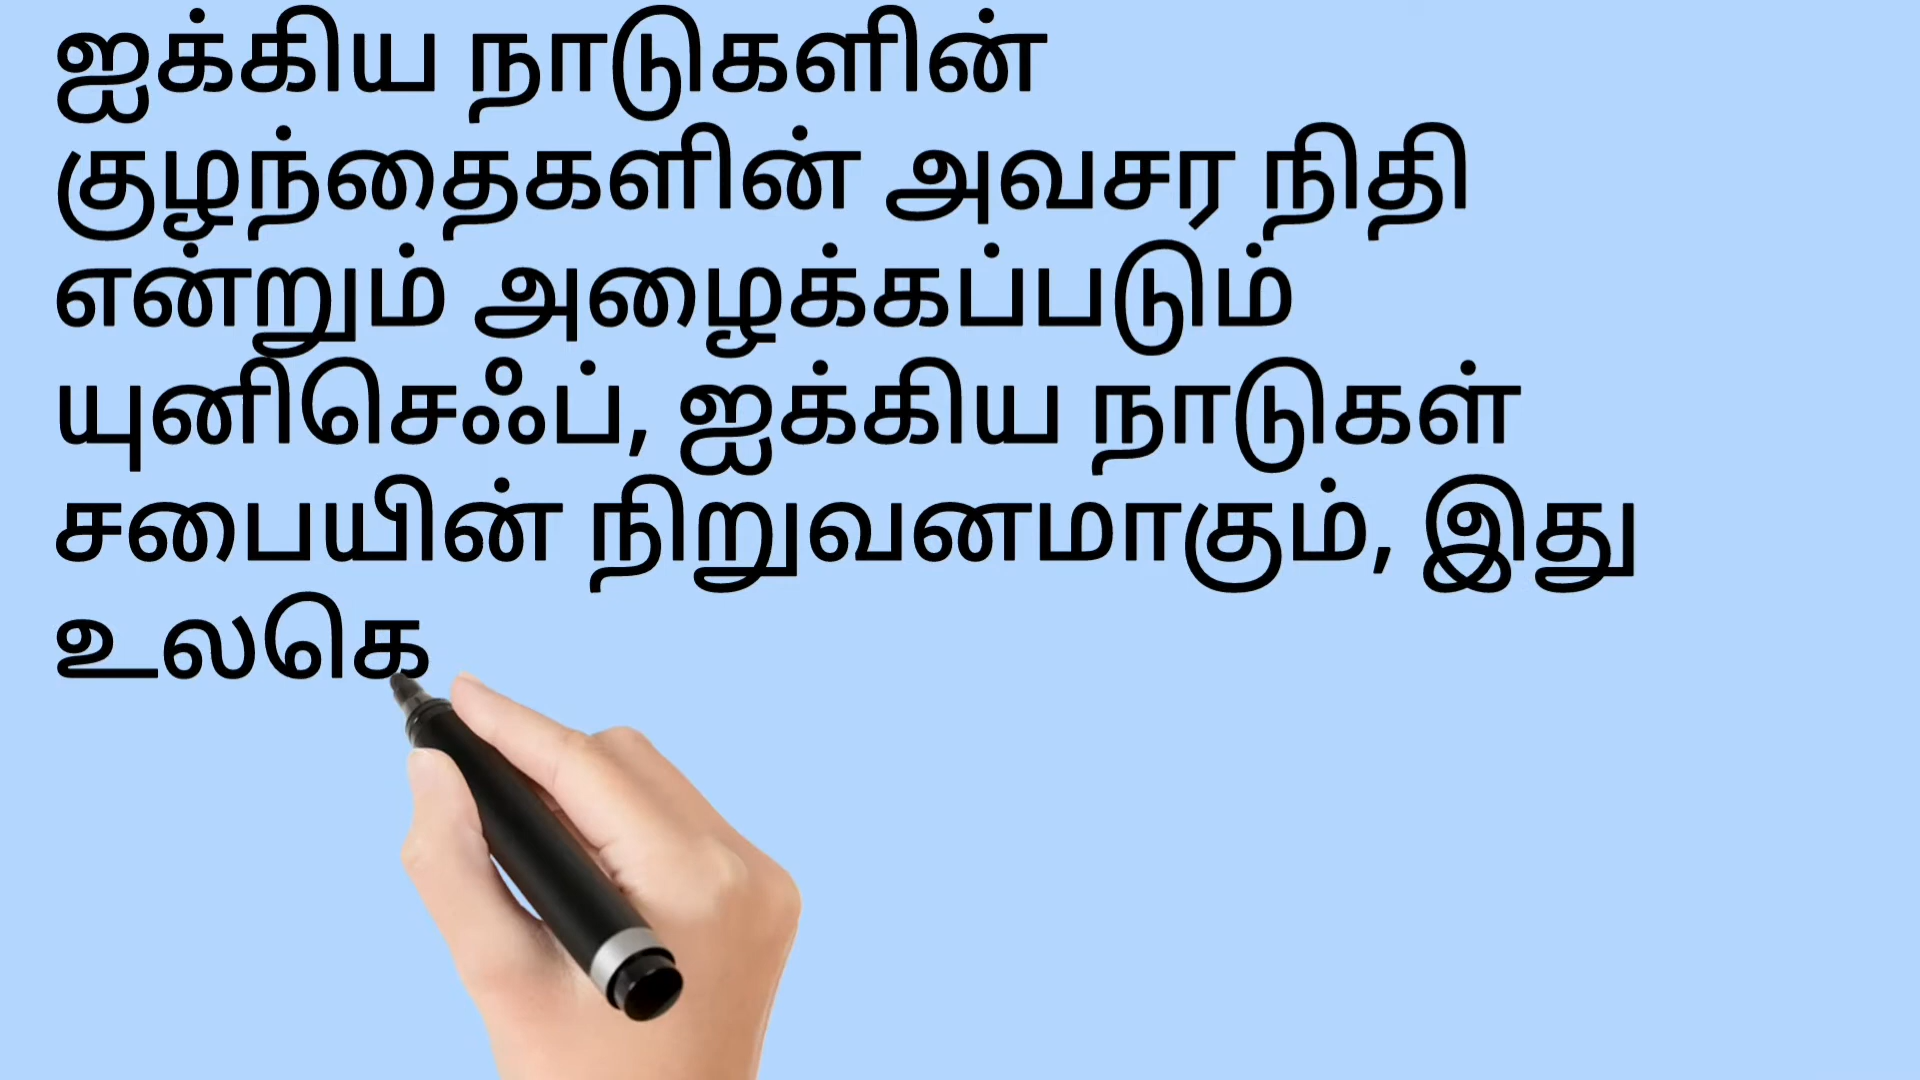 ஐக்கிய நாடுகளின்
குழந்தைகளின் அவசர நிதி
என்றும் அழைக்கப்படும்
யுனிசெஃப், ஐக்கிய நாடுகள்
சபையின் நிறுவனமாகும், இது
உலகெ